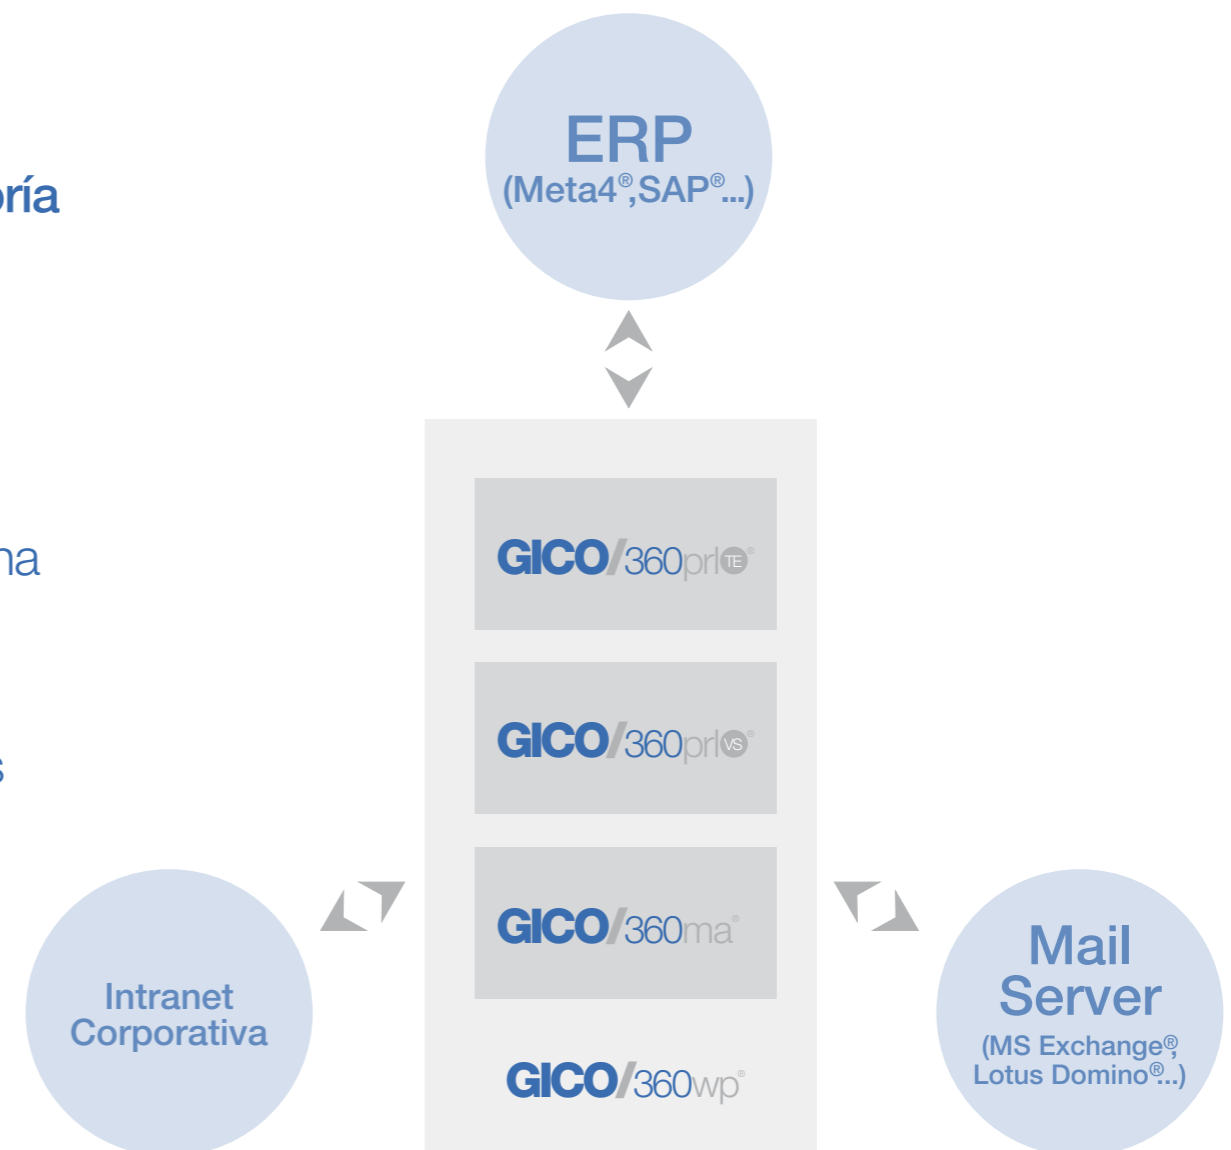 ERP
(Meta4®,SAP®...)
oría
GICO/360prl TE®
na
GICO/360prl VS®
s
GICO/360ma®
Intranet
Corporativa
Mail
Server
(MS Exchange®,
Lotus Domino®...)
GICO/360wp®